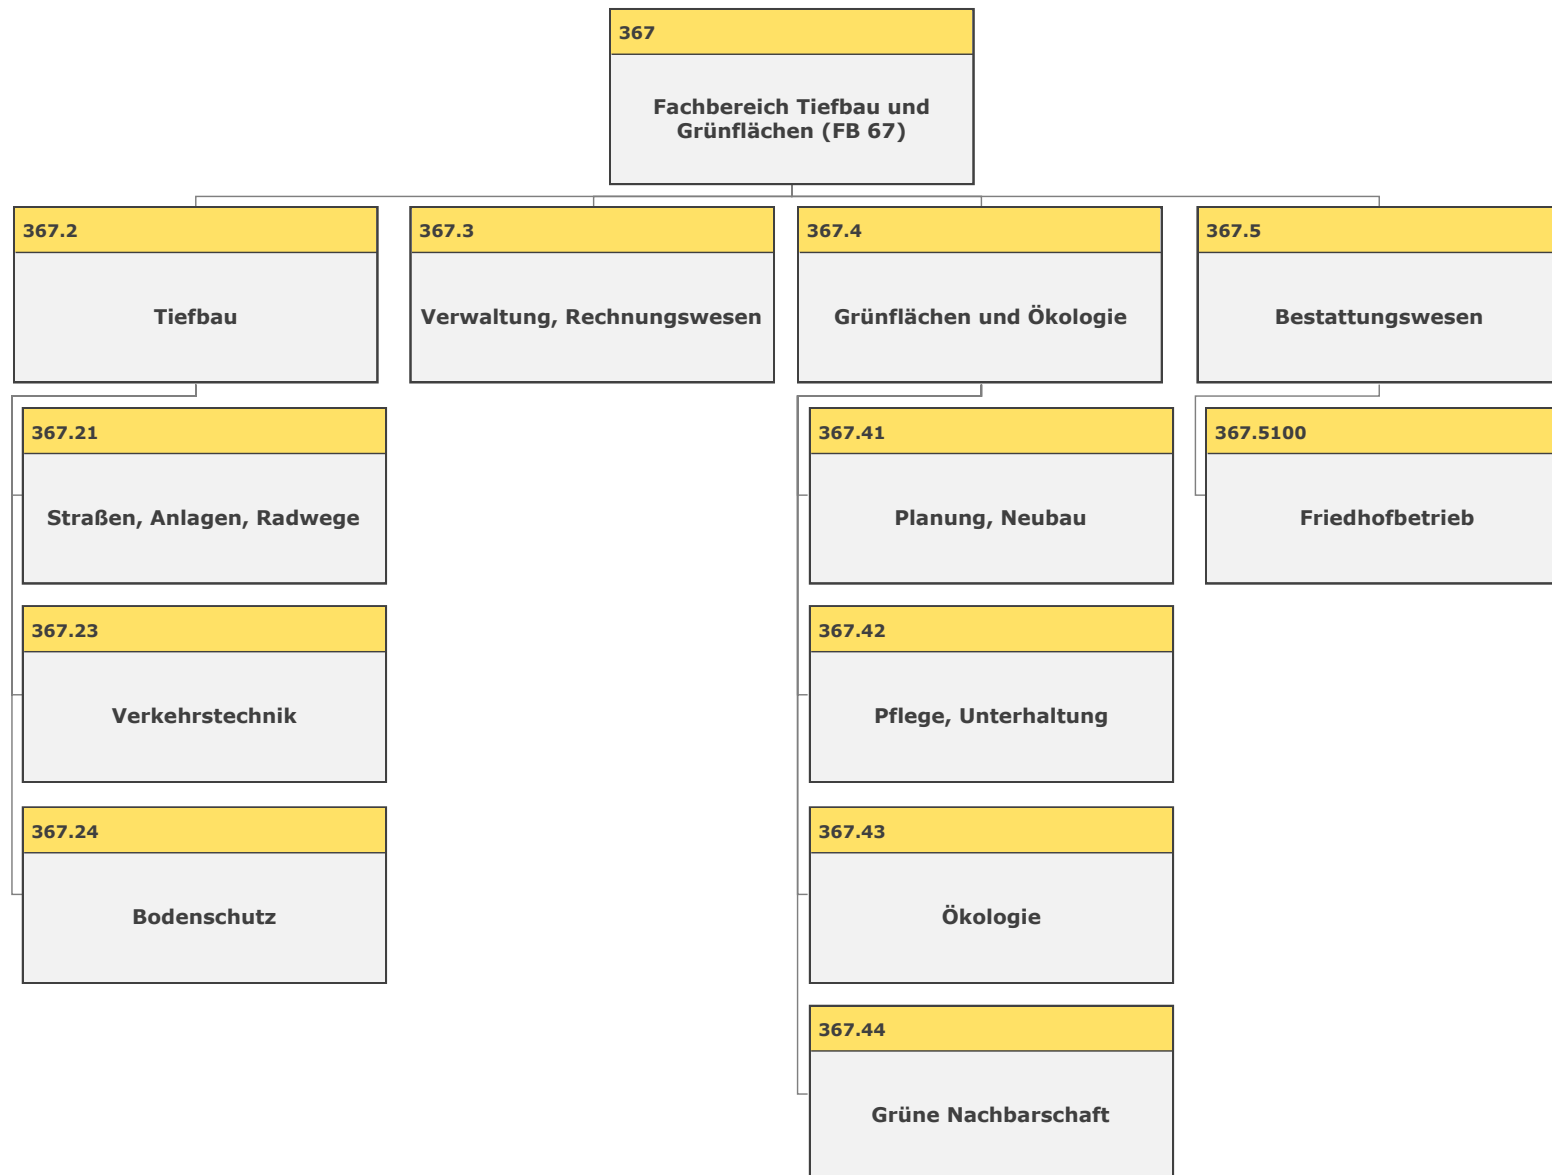 367
Fachbereich Tiefbau und
Grünflächen (FB 67)
367.2
Tiefbau
367.3
Verwaltung, Rechnungswesen
367.4
Grünflächen und Ökologie
367.5
Bestattungswesen
367.21
Straßen, Anlagen, Radwege
367.23
Verkehrstechnik
367.24
Bodenschutz
367.41
Planung, Neubau
367.42
Pflege, Unterhaltung
367.43
Ökologie
367.44
Grüne Nachbarschaft
367.5100
Friedhofbetrieb